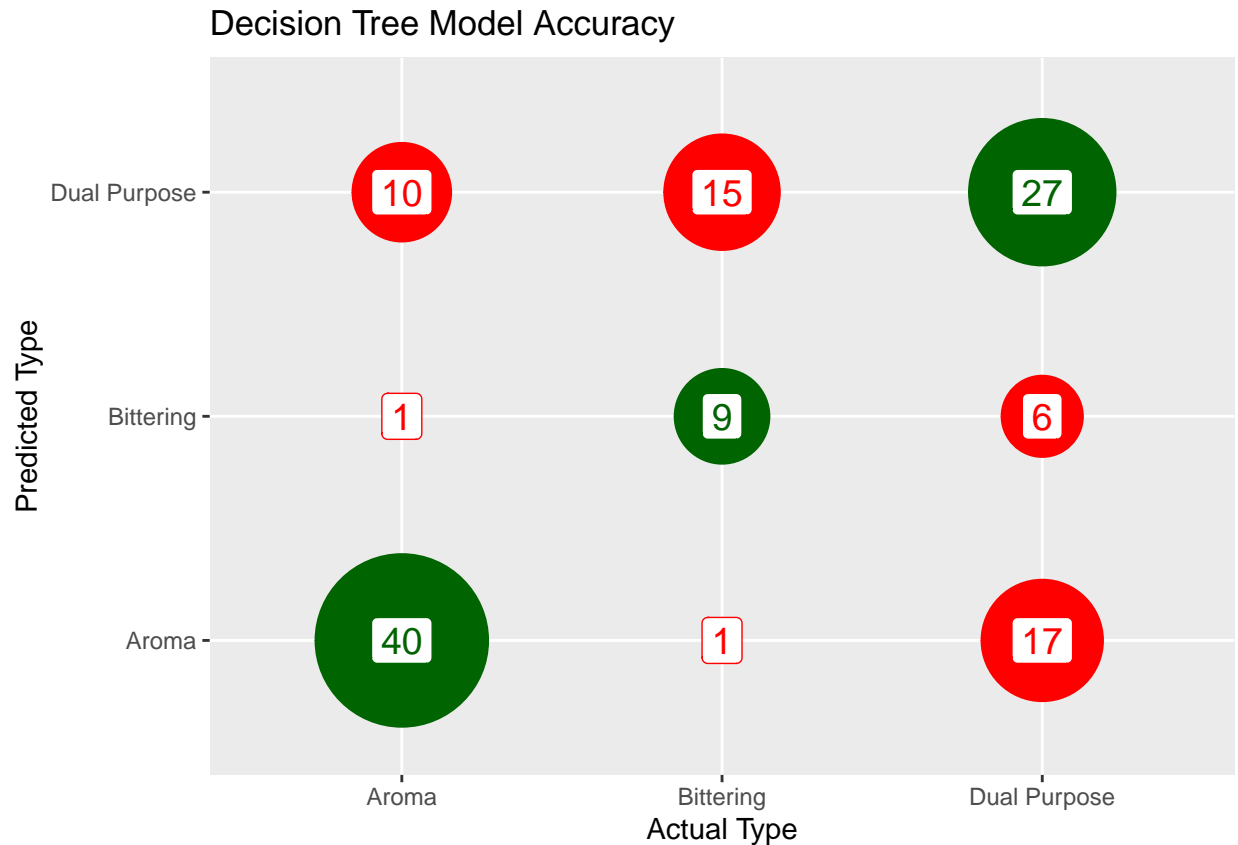 Decision Tree Model Accuracy
Predicted Type
Dual Purpose
10 15 27
Bittering
1 9 6
Aroma
40 1 17
Aroma Bittering Dual Purpose
Actual Type